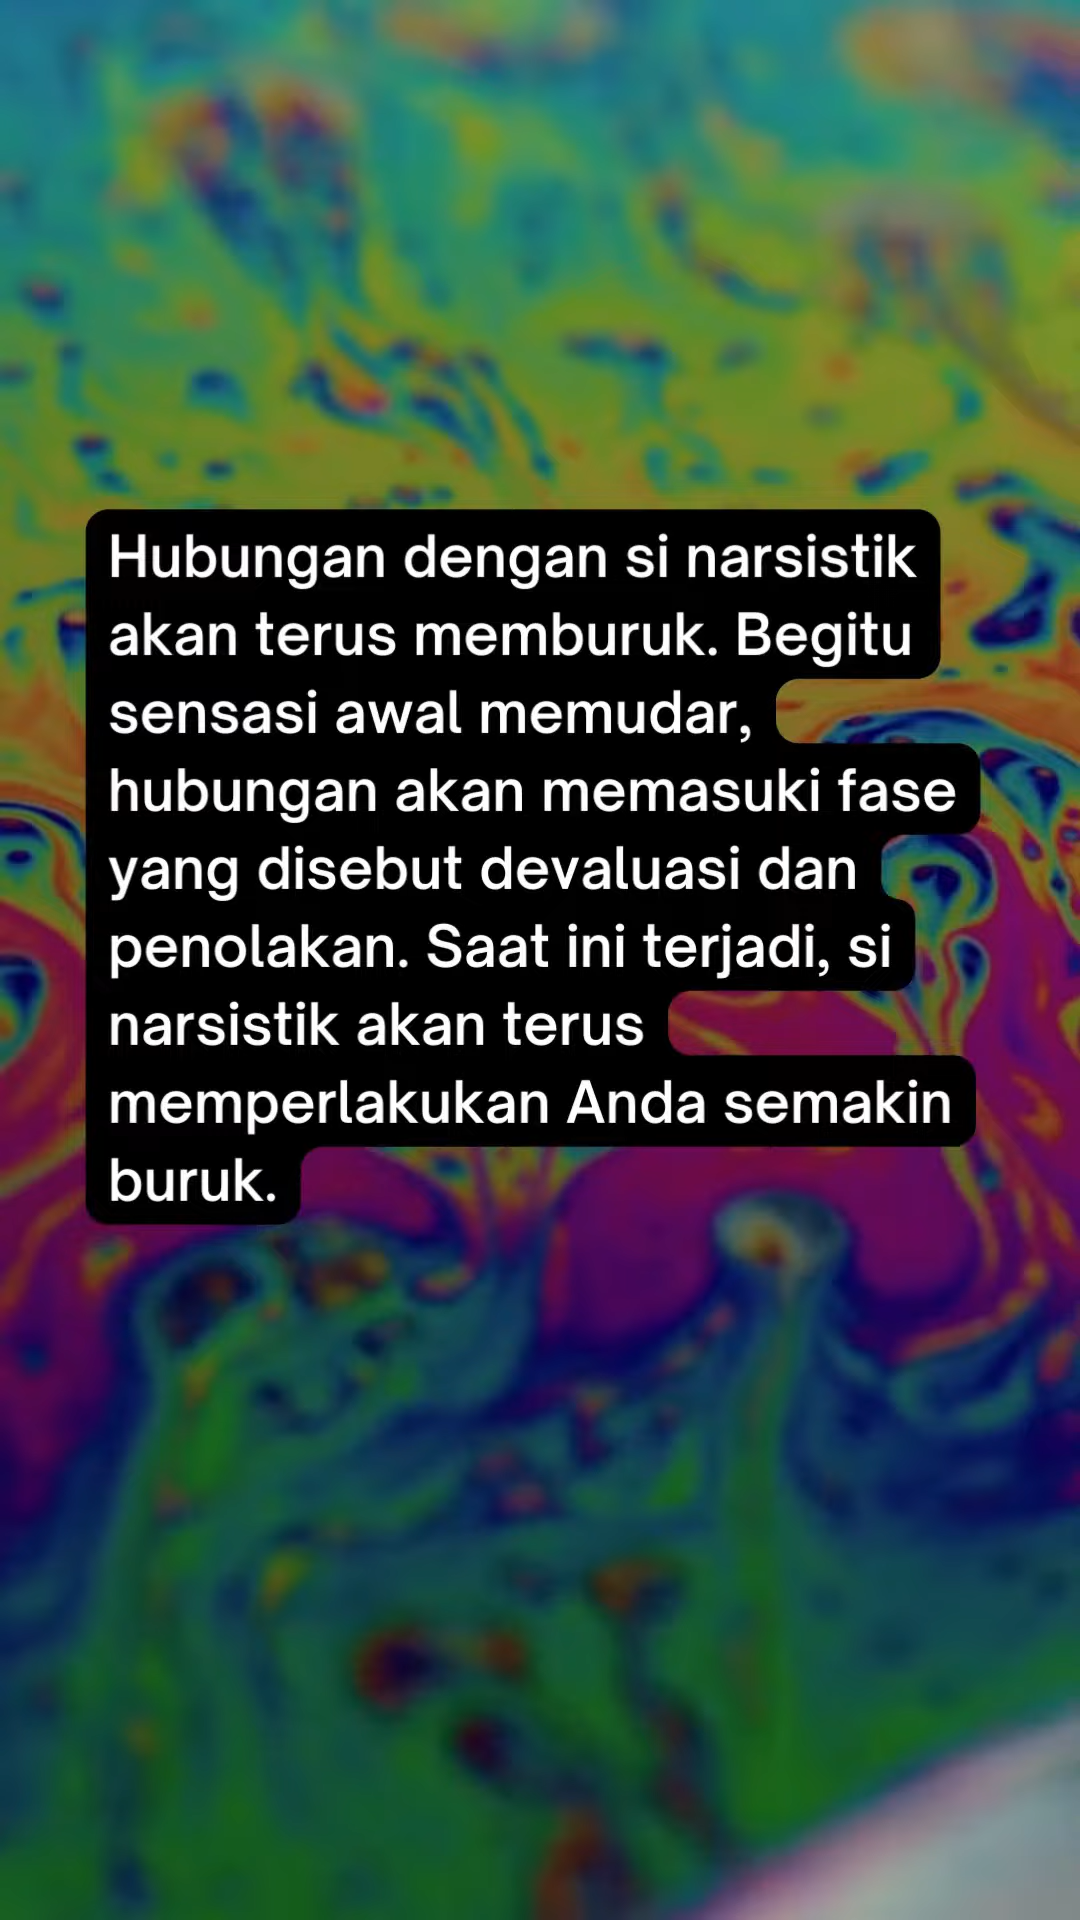 Hubungan dengan si narsistik
akan terus memburuk. Begitu
sensasi awal memudar,
hubungan akan memasuki fase
yang disebut devaluasi dan
penolakan. Saat ini terjadi, si
narsistik akan terus
memperlakukan Anda semakin
buruk.